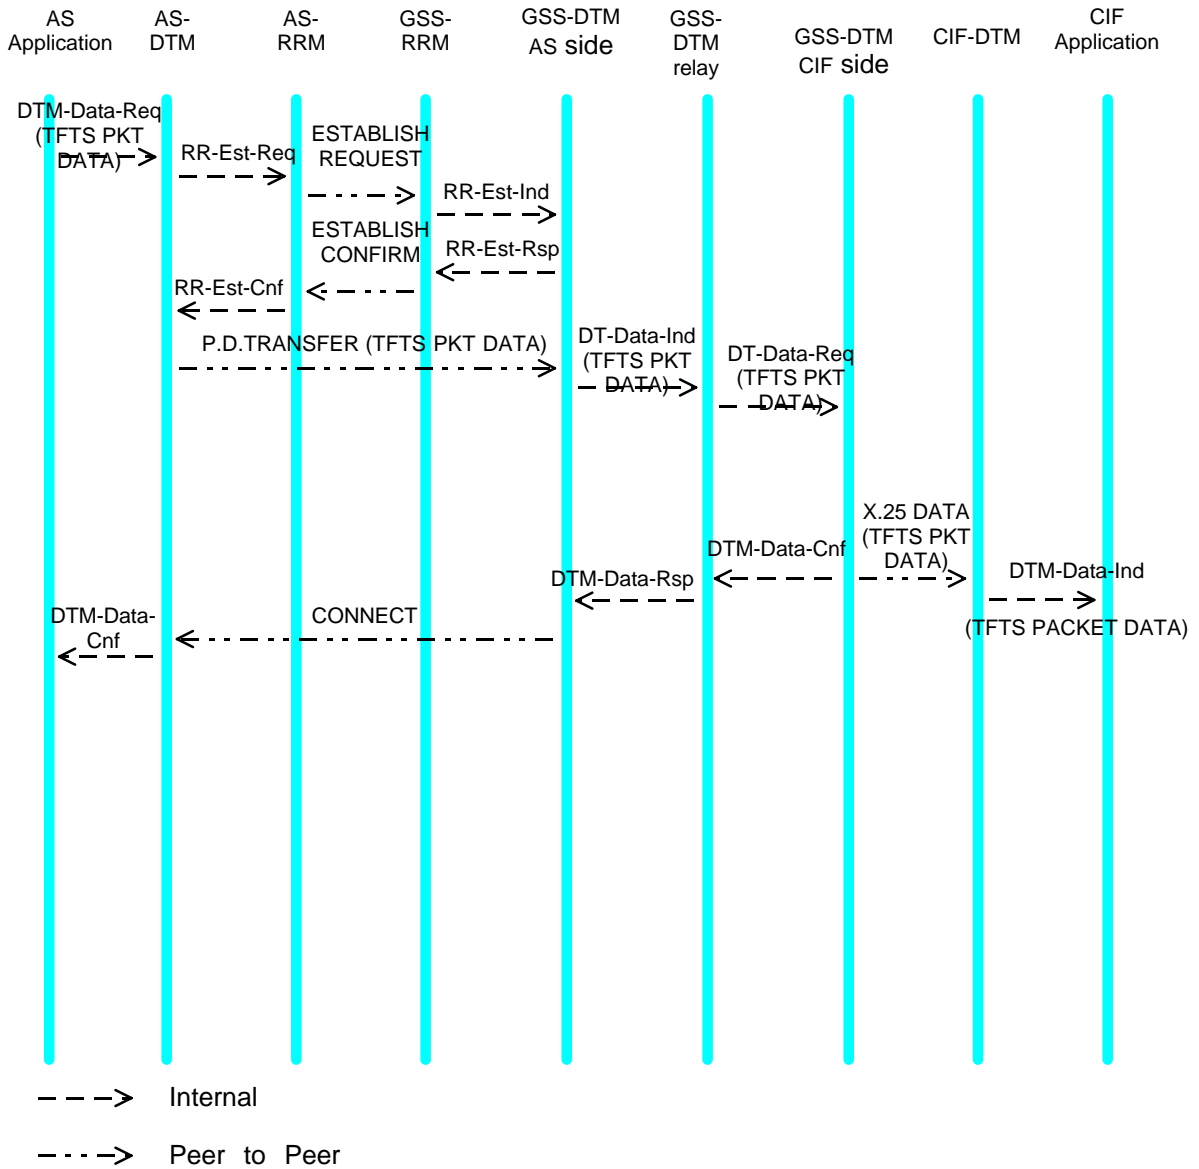 AS
Application
AS-
DTM
AS-
RRM
GSS-
RRM
GSS-DTM
AS side
GSS-
DTM
relay
GSS-DTM
CIF side
CIF-DTM
CIF
Application
DTM-Data-Req
(TFTS PKT
DATA)
RR-Est-Req
ESTABLISH
REQUEST
RR-Est-Ind
ESTABLISH
CONFIRM
RR-Est-Rsp
RR-Est-Cnf
P.D.TRANSFER (TFTS PKT DATA)
DT-Data-Ind
(TFTS PKT
DATA)
DT-Data-Req
(TFTS PKT
DATA)
X.25 DATA
(TFTS PKT
DATA)
DTM-Data-Cnf
DTM-Data-Ind
DTM-Data-Rsp
(TFTS PACKET DATA)
CONNECT
DTM-Data-
Cnf
Internal
Peer to Peer